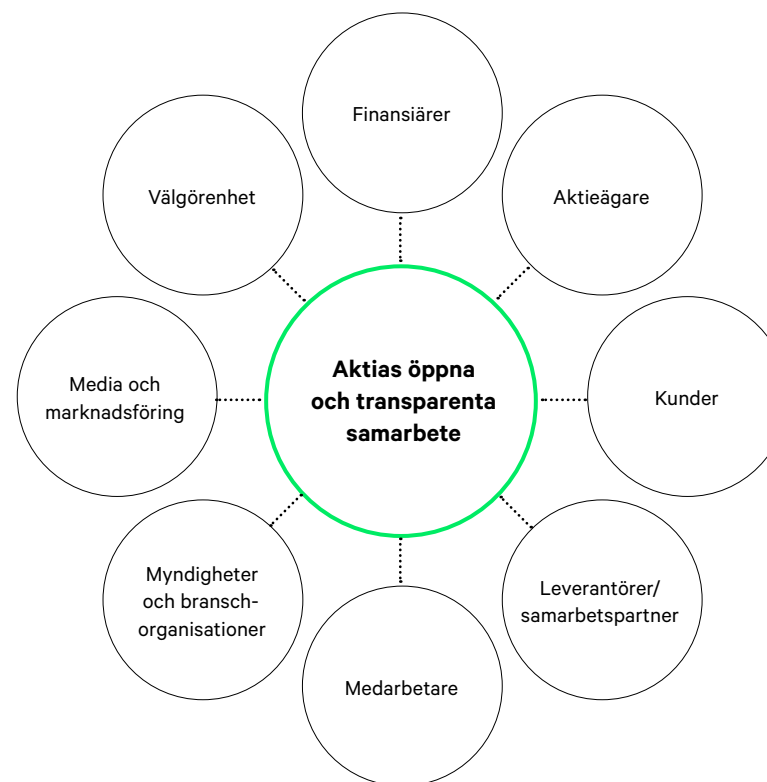 Finansiärer
Välgörenhet
Aktieägare
Aktias öppna
och transparenta
samarbete
Media och
marknadsföring
Kunder
Myndigheter
och bransch-
organisationer
Leverantörer/
samarbetspartner
Medarbetare